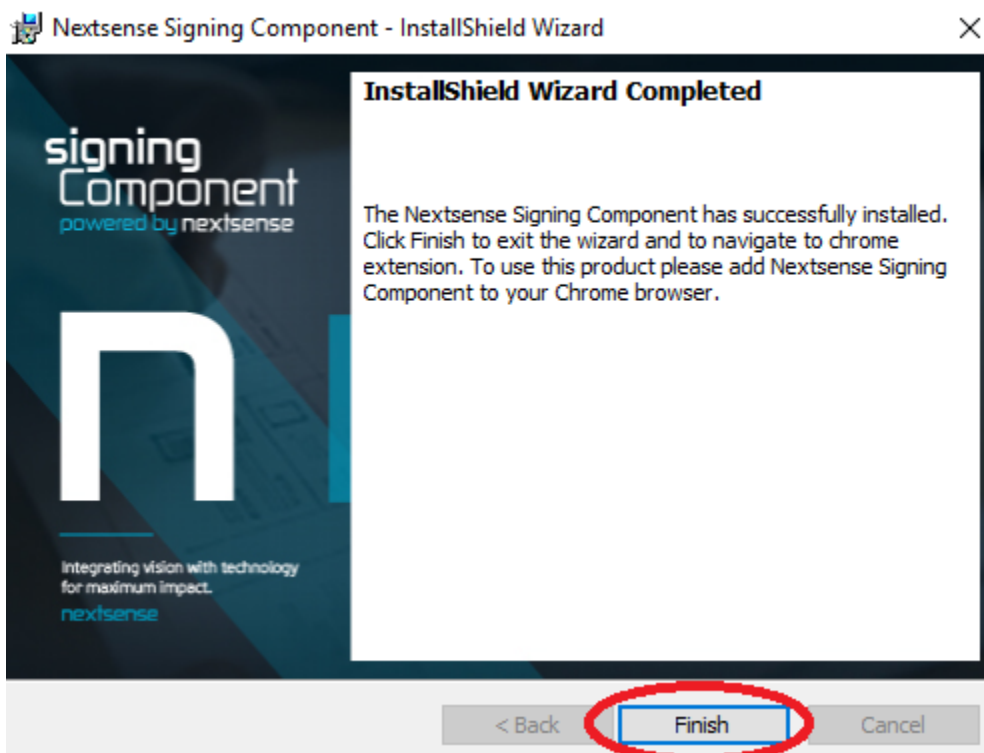 Nextsense Signing Component - InstallShield Wizard
InstallShield Wizard Completed
signing
Component
powered by nextsense
The Nextsense Signing Component has successfully installed.
Click Finish to exit the wizard and to navigate to chrome
extension. To use this product please add Nextsense Signing
Component to your Chrome browser.
n
Integrating vision with technology
for maximum impact.
nextsense
< Back
Finish
Cancel